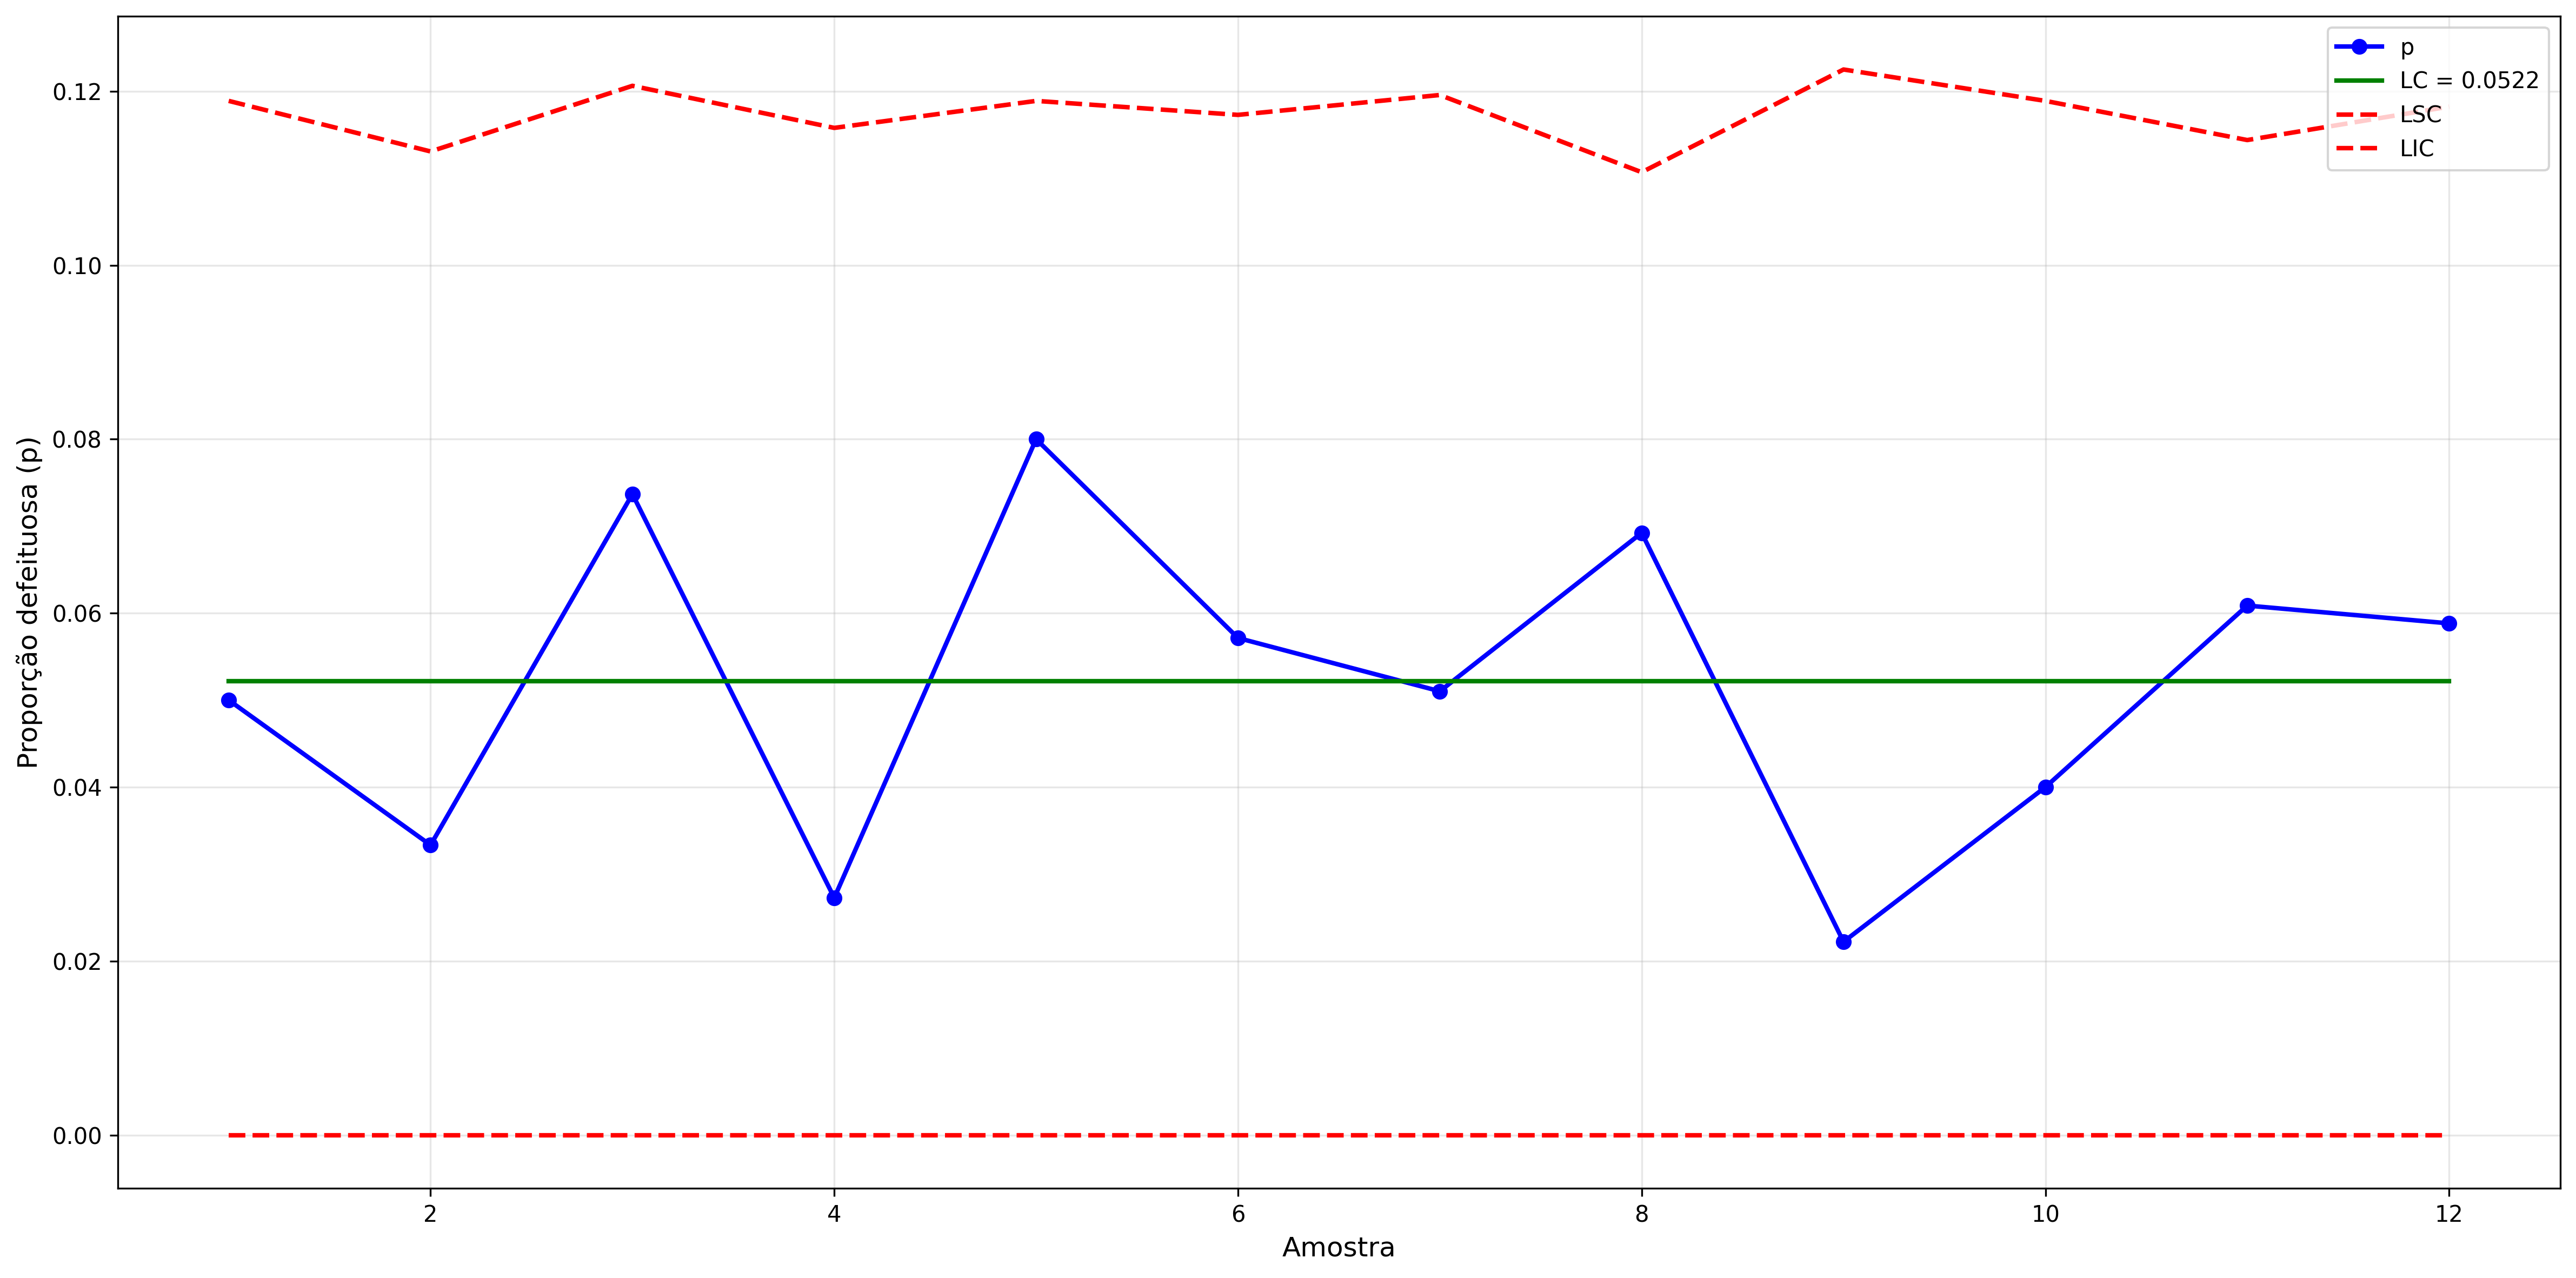 p
LC = 0.0522
LSC
LIC
0.12
0.10
0.08
0.06
0.04
0.02
0.00
Proporção defeituosa (p)
2 4 6 8 10 12
Amostra